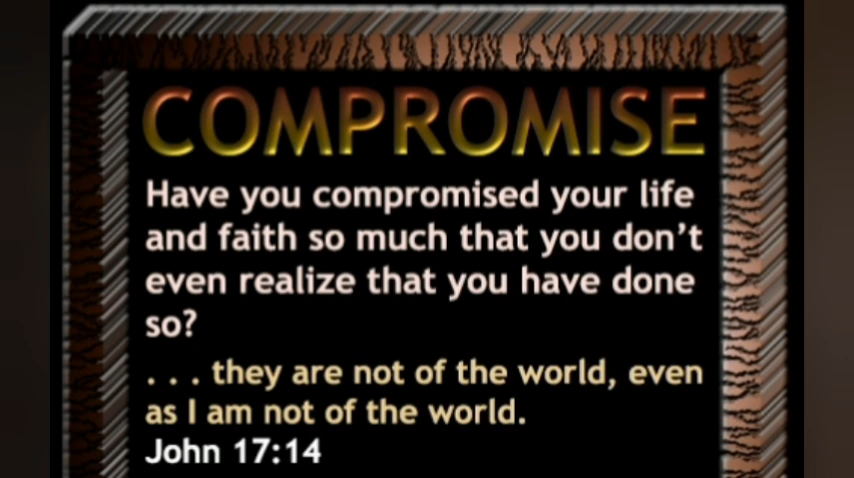 COMPROMISE
Have you compromised your life
and faith so much that you don’t
even realize that you have done
so?
. . . they are not of the world, even
as I am not of the world.
John 17:14